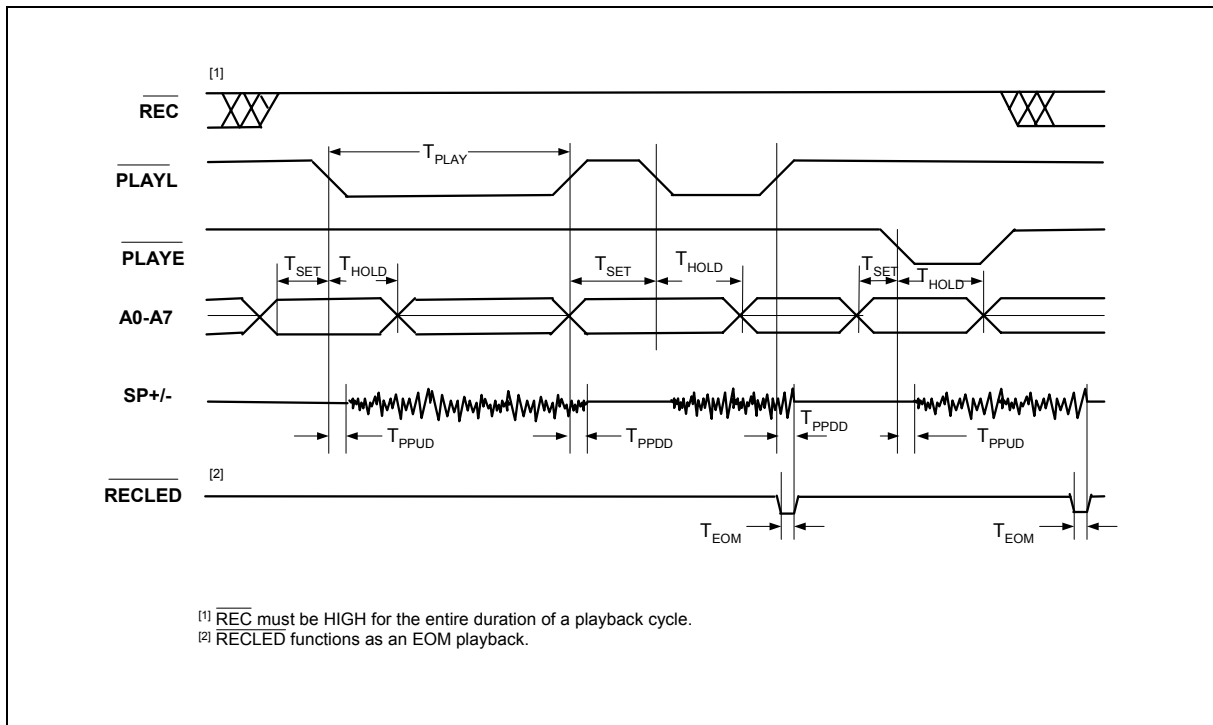 [1]
REC
T PLAY
PLAYL
PLAYE
T SET T HOLD T SET T HOLD T SET T HOLD
A0-A7
SP+/-
T PPUD T PPDD T PPDD T PPUD
[2]
RECLED
T EOM T EOM
[1] REC must be HIGH for the entire duration of a playback cycle.
[2] RECLED functions as an EOM playback.